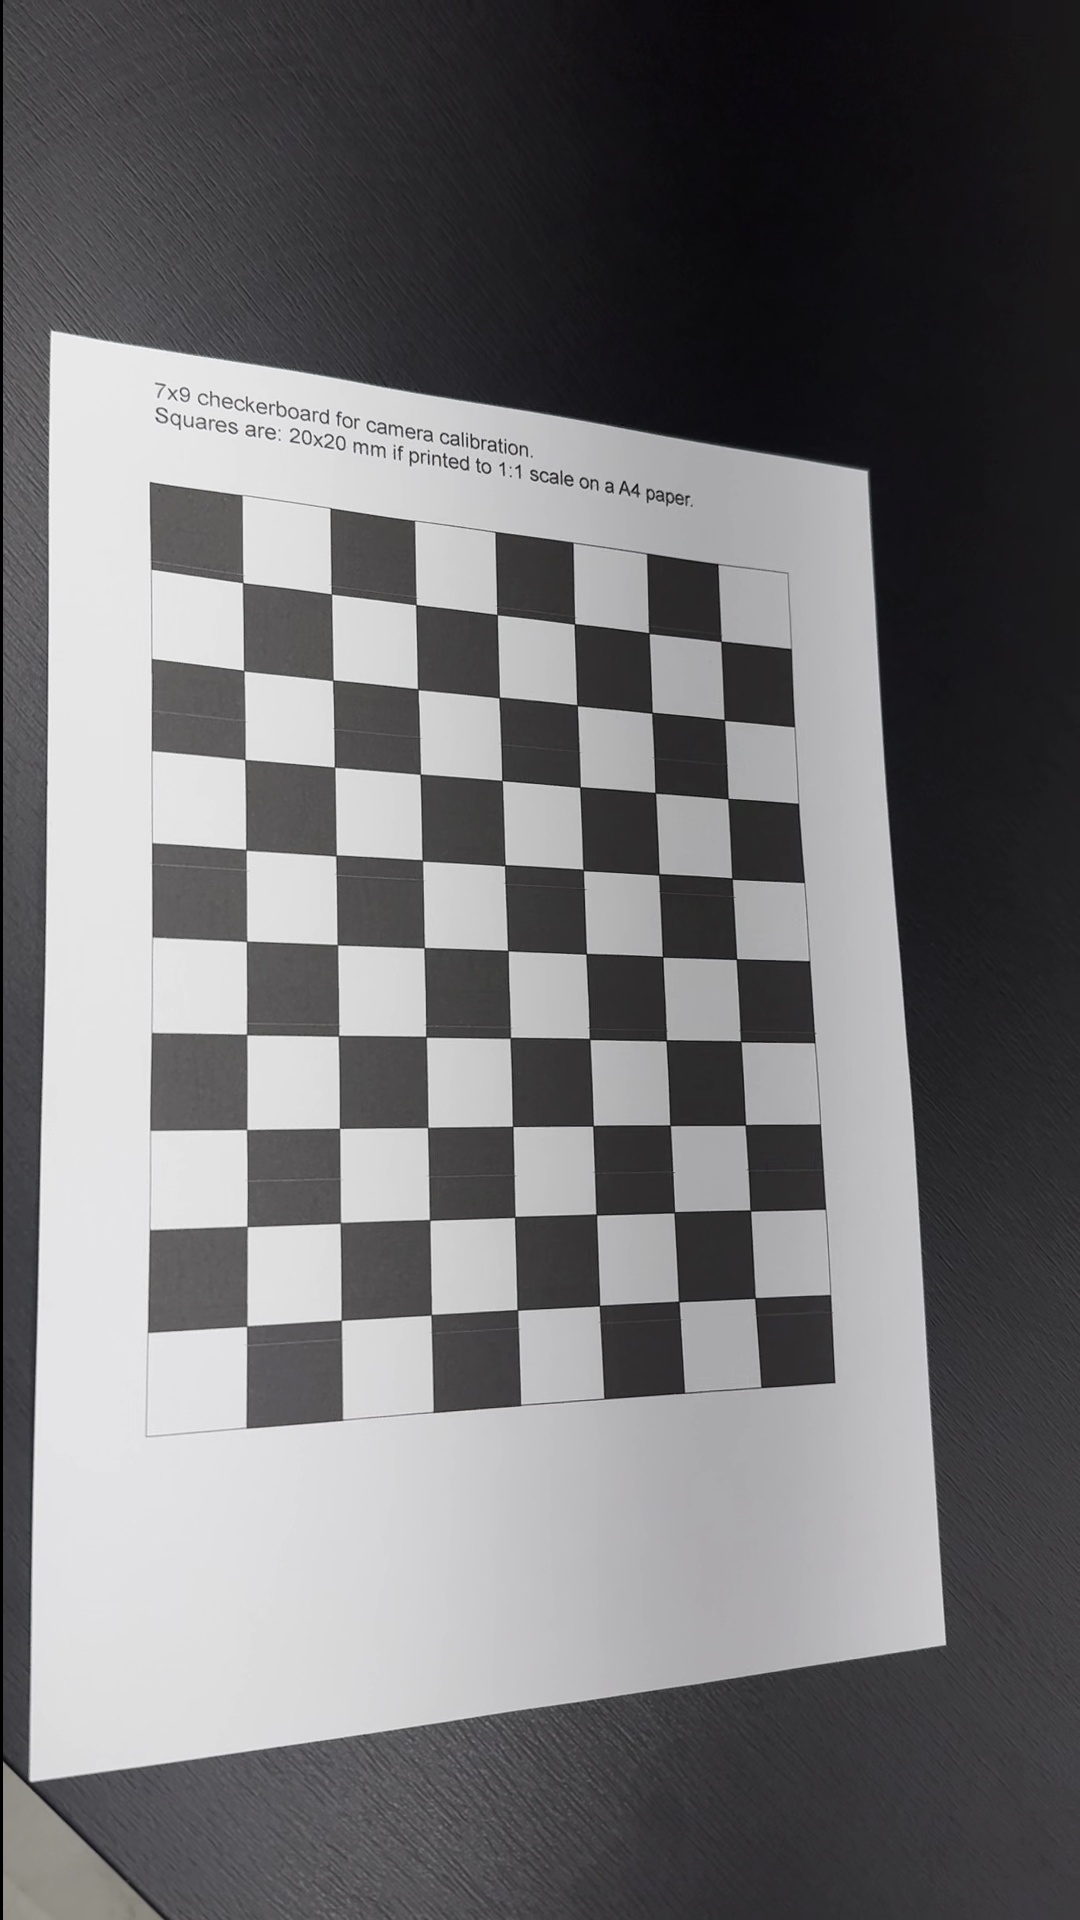 7x9 checkerboard for camera calibration.
Squares are: 20x20 mm if printed to 1:1 scale on a A4 paper.